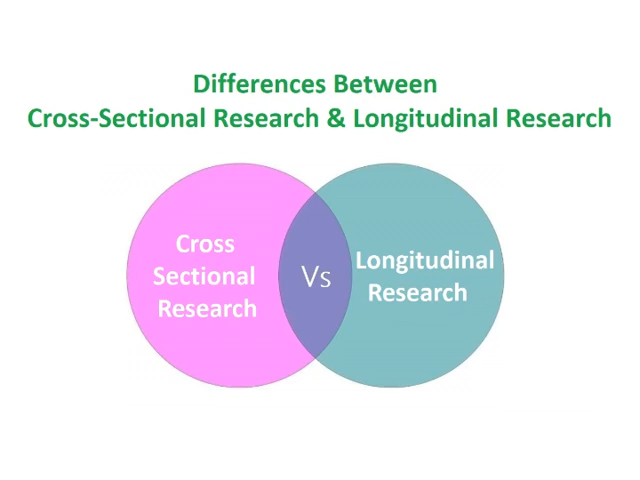 Differences Between
Cross-Sectional Research & Longitudinal Research
Cross
Sectional
Research
Vs
Longitudinal
Research